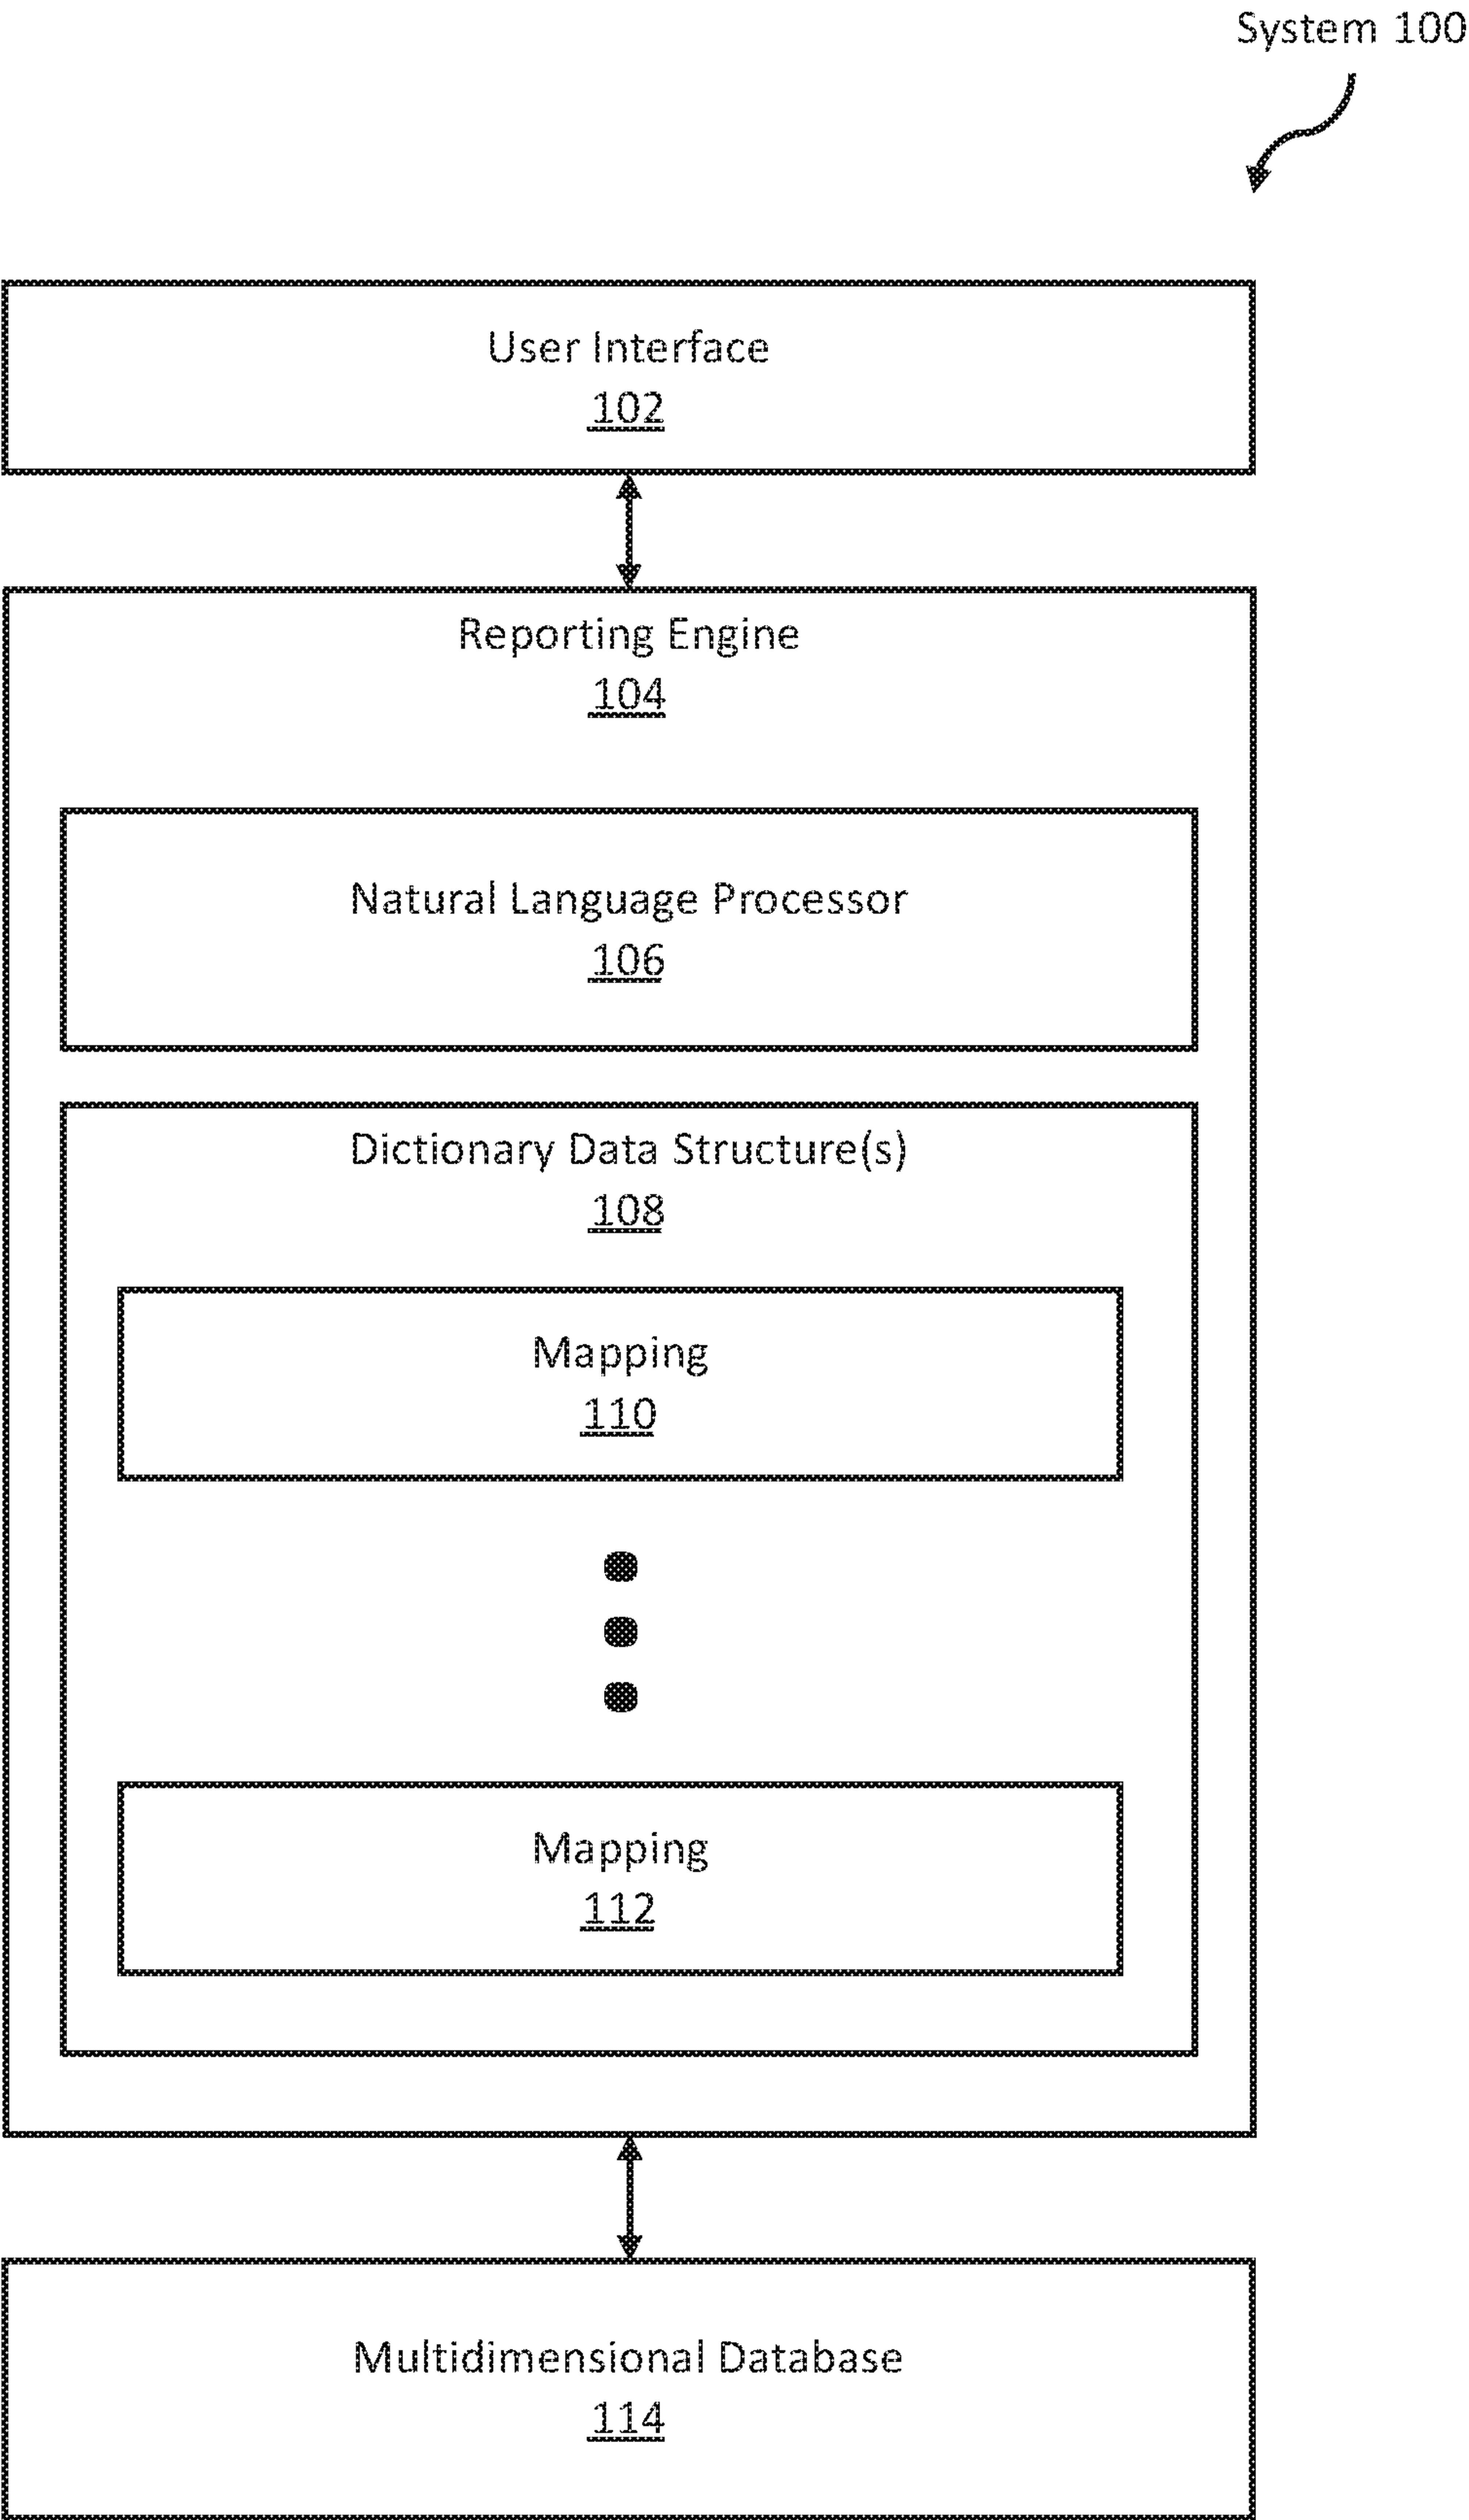 System 100
User Interface
102
Reporting Engine
104
Natural Language Processor
106
Dictionary Data Structure(s)
108
Mapping
110
Mapping
112
Multidimensional Database
114